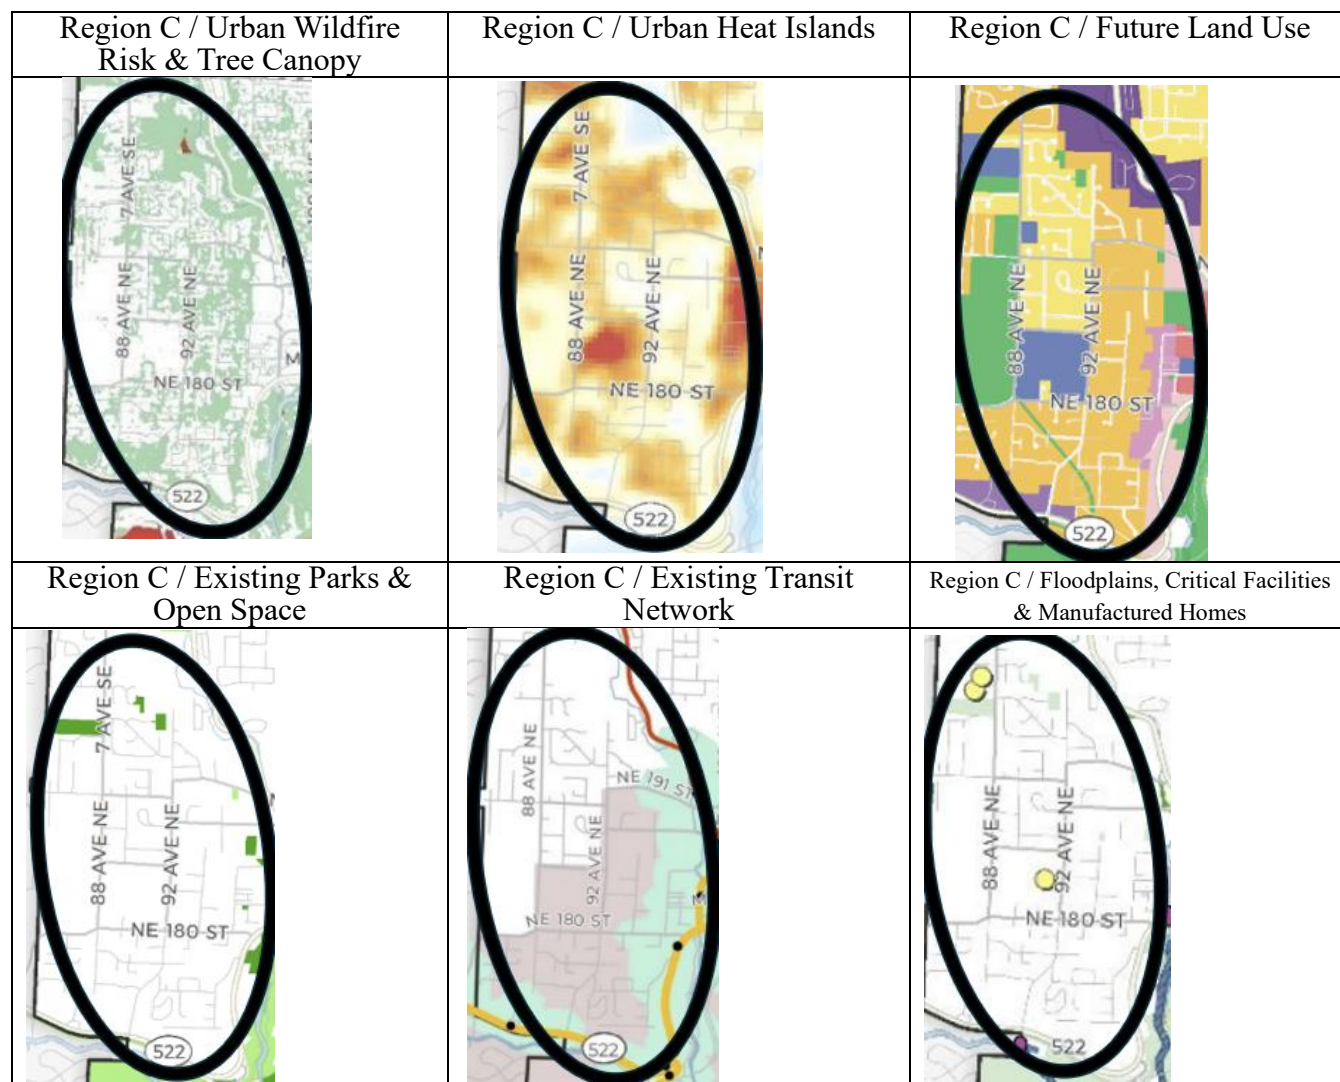 Region C / Urban Wildfire
Risk & Tree Canopy
Region C / Urban Heat Islands
Region C / Future Land Use
7 AVE SE
88 AVE NE
92 AVE NE
NE 180 ST
M
522
7 AVE SE
88 AVE NE
92 AVE NE
NE 180 ST
522
88 AVE NE
92 AVE NE
NE 180 ST
522
Region C / Existing Parks &
Open Space
Region C / Existing Transit
Network
Region C / Floodplains, Critical Facilities
& Manufactured Homes
7 AVE SE
88 AVE NE
92 AVE NE
NE 180 ST
522
88 AVE NE
NE 191 ST
92 AVE NE
NE 180 ST
522
88 AVE NE
92 AVE NE
NE 180 ST
522